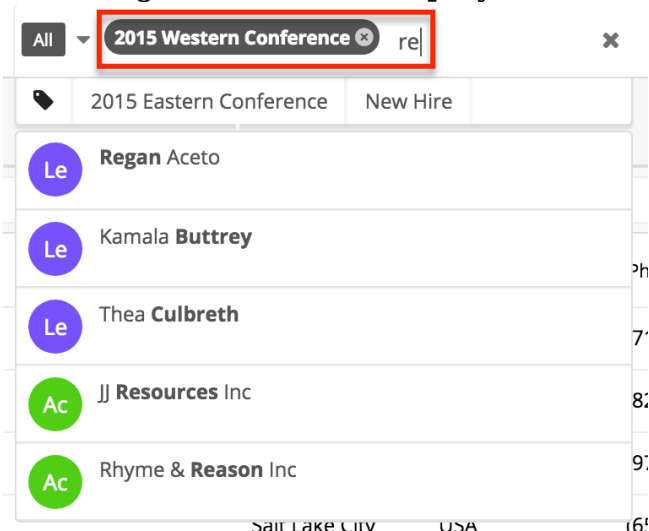 All 2015 Western Conference re
2015 Eastern Conference New Hire
Le Regan Aceto
Le Kamala Buttrey
Le Thea Culbreth
Ac JJ Resources Inc
Ac Rhyme & Reason Inc
Salt Lake City USA